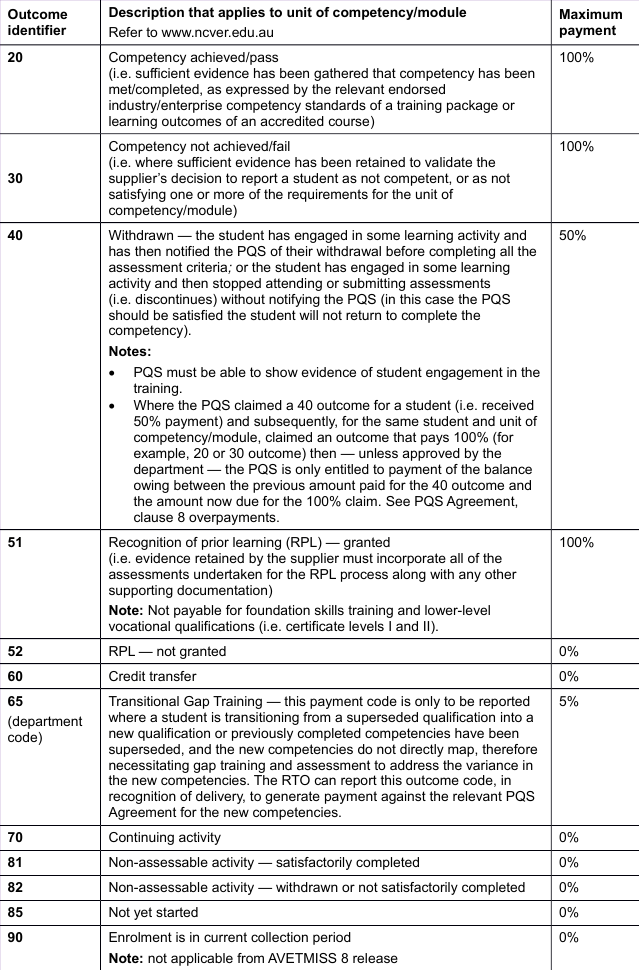 Outcome identifier
Description that applies to unit of competency/module
Refer to www.ncver.edu.au
Maximum payment
20
Competency achieved/pass
(i.e. sufficient evidence has been gathered that competency has been
met/completed, as expressed by the relevant endorsed
industry/enterprise competency standards of a training package or
learning outcomes of an accredited course)
100%
30
Competency not achieved/fail
(i.e. where sufficient evidence has been retained to validate the
supplier's decision to report a student as not competent, or as not
satisfying one or more of the requirements for the unit of
competency/module)
100%
40
Withdrawn — the student has engaged in some learning activity and
has then notified the PQS of their withdrawal before completing all the
assessment criteria; or the student has engaged in some learning
activity and then stopped attending or submitting assessments
(i.e. discontinues) without notifying the PQS (in this case the PQS
should be satisfied the student will not return to complete the
competency).
Notes:
• PQS must be able to show evidence of student engagement in the
training.
• Where the PQS claimed a 40 outcome for a student (i.e. received
50% payment) and subsequently, for the same student and unit of
competency/module, claimed an outcome that pays 100% (for
example, 20 or 30 outcome) then — unless approved by the
department — the PQS is only entitled to payment of the balance
owing between the previous amount paid for the 40 outcome and
the amount now due for the 100% claim. See PQS Agreement,
clause 8 overpayments.
50%
51
Recognition of prior learning (RPL) — granted
(i.e. evidence retained by the supplier must incorporate all of the
assessments undertaken for the RPL process along with any other
supporting documentation)
Note: Not payable for foundation skills training and lower-level
vocational qualifications (i.e. certificate levels I and II).
100%
52
RPL — not granted
0%
60
Credit transfer
0%
65
(department
code)
Transitional Gap Training — this payment code is only to be reported
where a student is transitioning from a superseded qualification into a
new qualification or previously completed competencies have been
superseded, and the new competencies do not directly map, therefore
necessitating gap training and assessment to address the variance in
the new competencies. The RTO can report this outcome code, in
recognition of delivery, to generate payment against the relevant PQS
Agreement for the new competencies.
5%
70
Continuing activity
0%
81
Non-assessable activity — satisfactorily completed
0%
82
Non-assessable activity — withdrawn or not satisfactorily completed
0%
85
Not yet started
0%
90
Enrolment is in current collection period
Note: not applicable from AVETMISS 8 release
0%